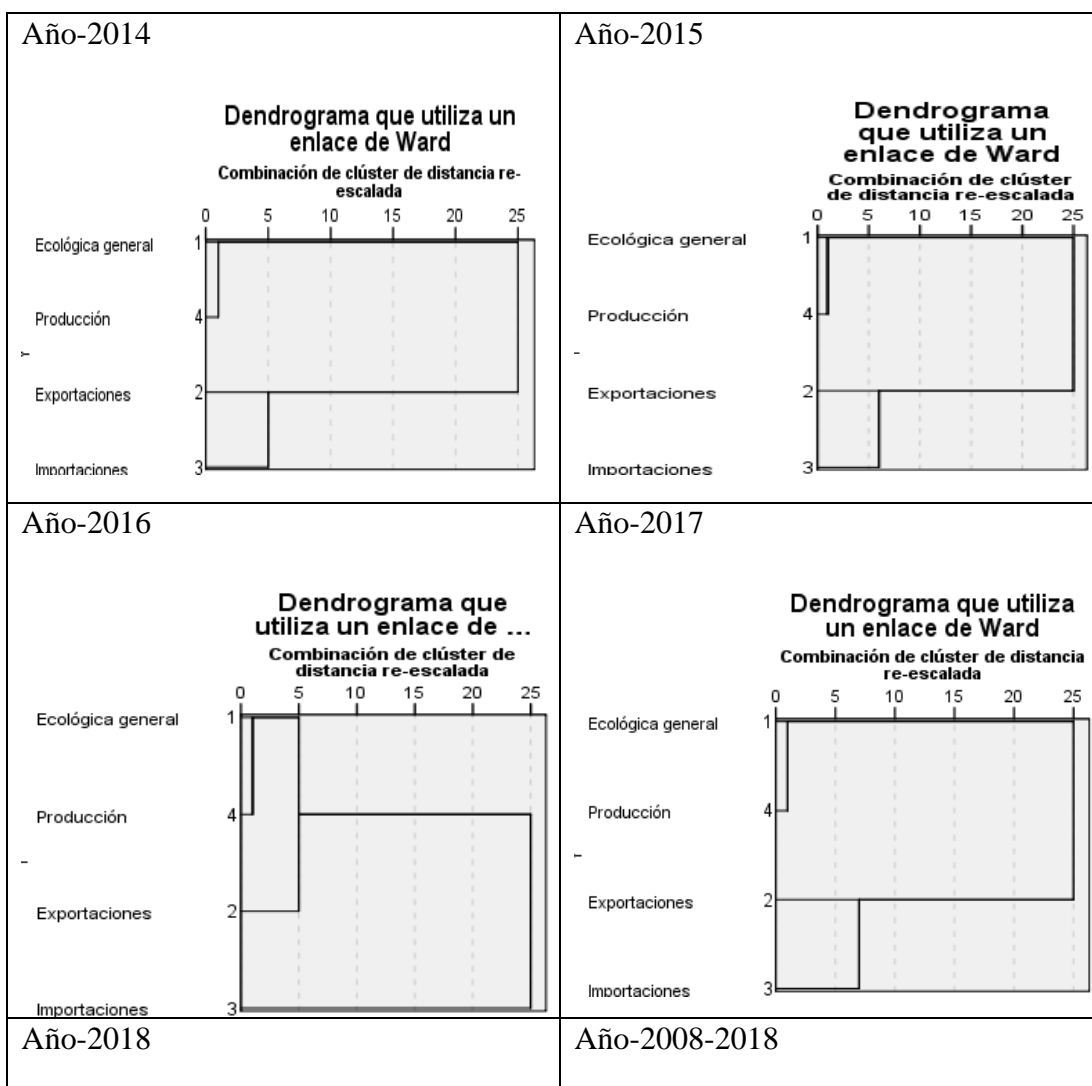 Año-2014
Dendrograma que utiliza un
enlace de Ward
Combinación de clúster de distancia re-
escalada
0 5 10 15 20 25
Ecológica general 1
Producción 4
Y
Exportaciones 2
Importaciones 3
Año-2015
Dendrograma
que utiliza un
enlace de Ward
Combinación de clúster
de distancia re-escalada
0 5 10 15 20 25
Ecológica general 1
Producción 4
Exportaciones 2
Importaciones 3
Año-2016
Dendrograma que
utiliza un enlace de ...
Combinación de clúster de
distancia re-escalada
0 5 10 15 20 25
Ecológica general 1
Producción 4
Exportaciones 2
Importaciones 3
Año-2017
Dendrograma que utiliza
un enlace de Ward
Combinación de clúster de distancia
re-escalada
0 5 10 15 20 25
Ecológica general 1
Producción 4
Exportaciones 2
Importaciones 3
Año-2018
Año-2008-2018